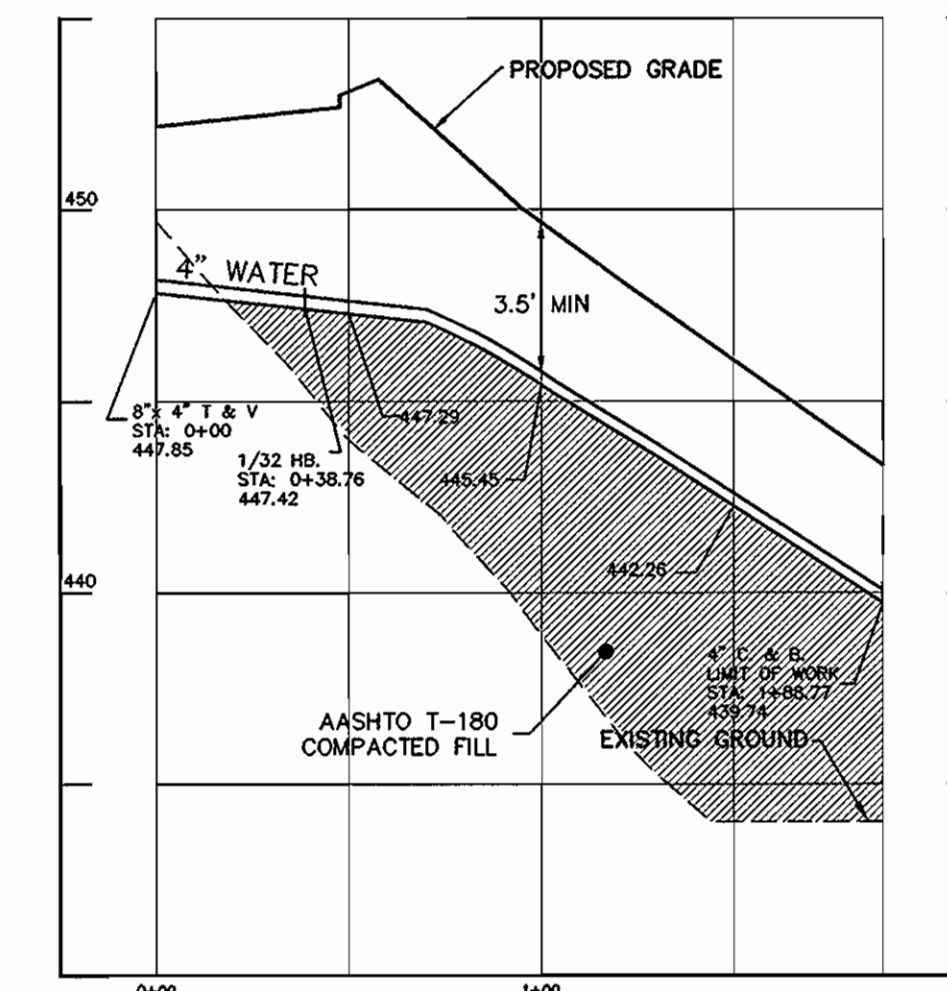 PROPOSED GRADE
450
4" WATER
3.5' MIN
8"x 4" T & V
STA: 0+00
447.85
447.29
1/32 HB.
STA: 0+38.76
447.42
445.45
442.26
440
4" C. & B.
LIMIT OF WORK
STA: 1+88.77
439.74
AASHTO T-180
COMPACTED FILL
EXISTING GROUND
0+00
1+00